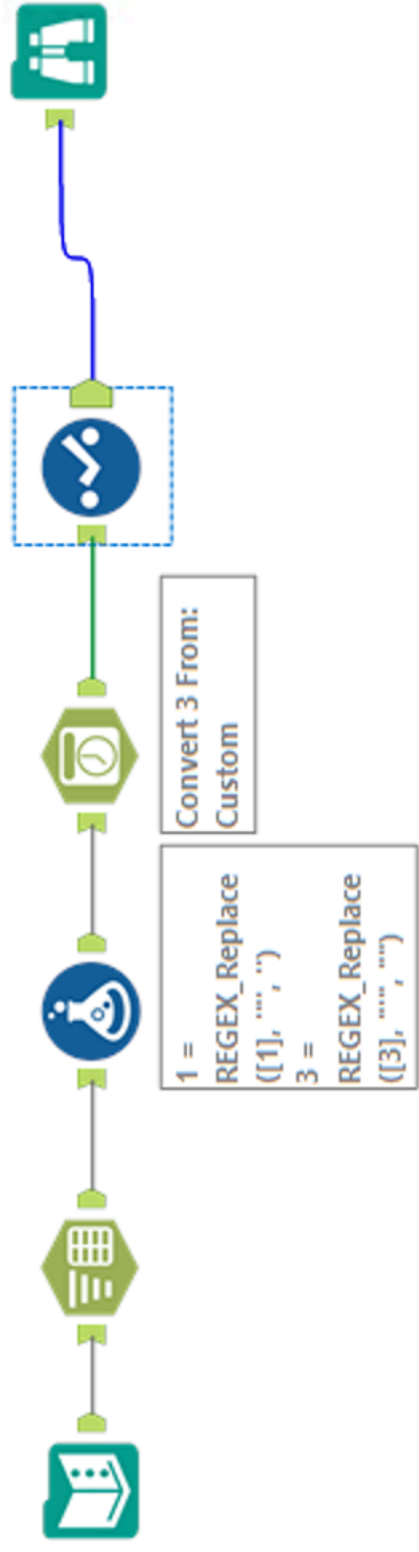 1 =
REGEX_Replace
([1], '"', '')
3 =
REGEX_Replace
([3], '"', "")
Convert 3 From:
Custom